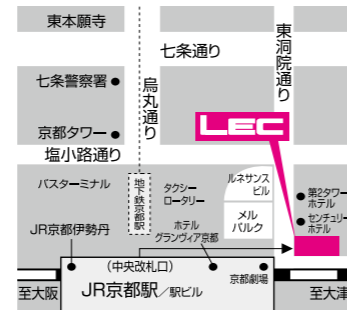 東本願寺
七条通り
東洞院通り
七条警察署
烏丸通り
LEC
京都タワー
塩小路通り
バスターミナル
地下鉄京都駅
タクシー
ロータリー
ルネサンス
ビル
第2タワー
ホテル
JR京都伊勢丹
ホテル
グランヴィア京都
メル
パルク
センチュリー
ホテル
(中央改札口)
京都劇場
至大阪
JR京都駅/駅ビル
至大津